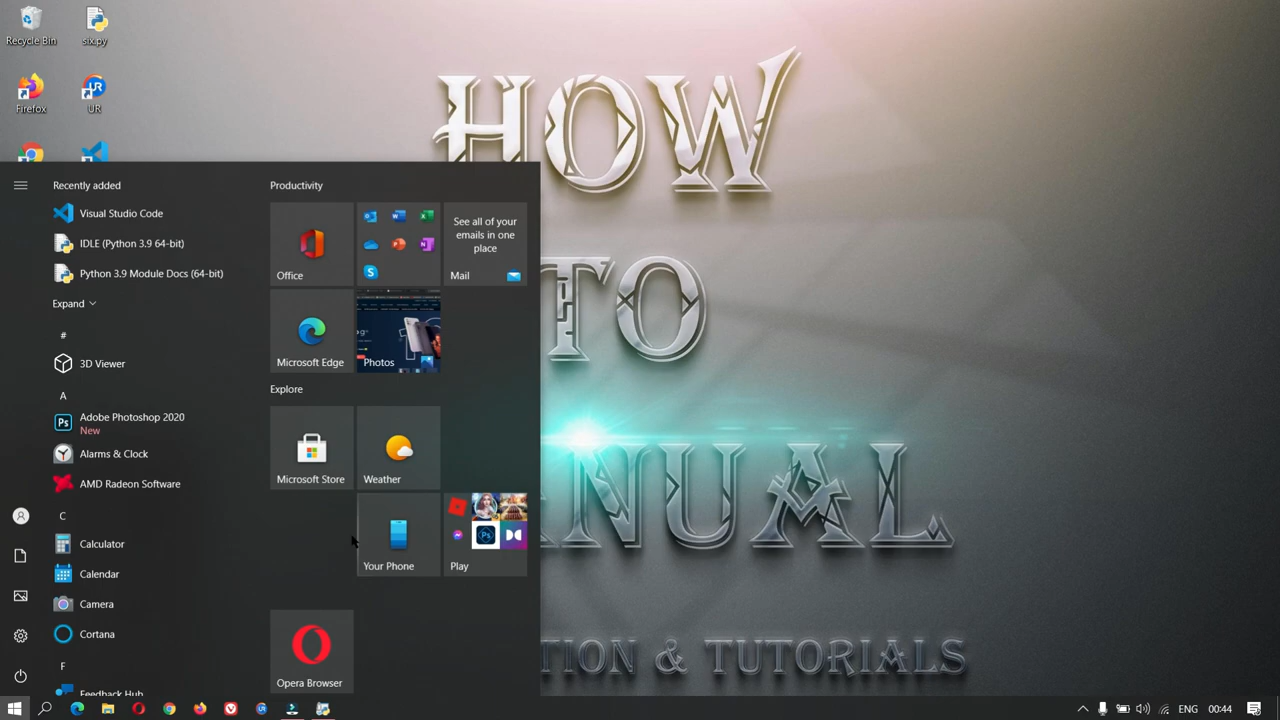 Recycle Bin
six.py
Firefox
UR
HOW
TO
ANUAL
TION & TUTORIALS
Recently added
Visual Studio Code
IDLE (Python 3.9 64-bit)
Python 3.9 Module Docs (64-bit)
Expand
#
3D Viewer
A
Adobe Photoshop 2020
New
Alarms & Clock
AMD Radeon Software
C
Calculator
Calendar
Camera
Cortana
F
Feedback Hub
Productivity
Office
See all of your
emails in one
place
Mail
Microsoft Edge
Photos
Explore
Microsoft Store
Weather
Your Phone
Play
Opera Browser
ENG
00:44